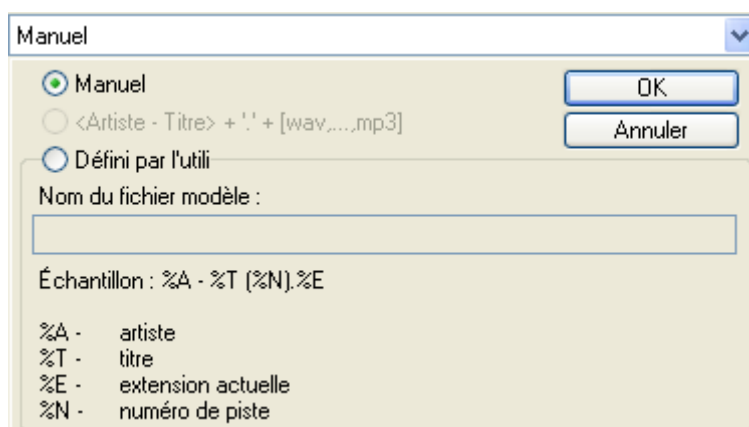 Manuel
Manuel
OK
<Artiste - Titre> + '.' + [wav,...,mp3]
Annuler
Défini par l'utili
Nom du fichier modèle :
Échantillon : %A - %T (%N).%E
%A - artiste
%T - titre
%E - extension actuelle
%N - numéro de piste